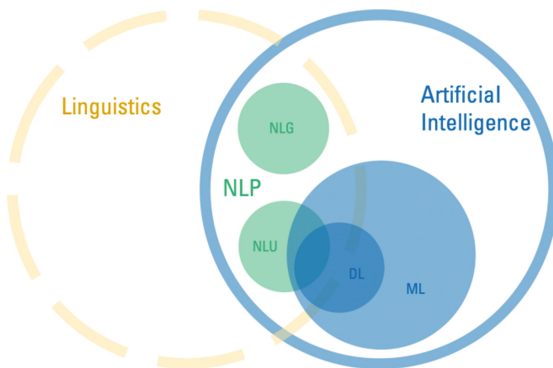 Linguistics
Artificial
Intelligence
NLG
NLP
NLU
DL
ML